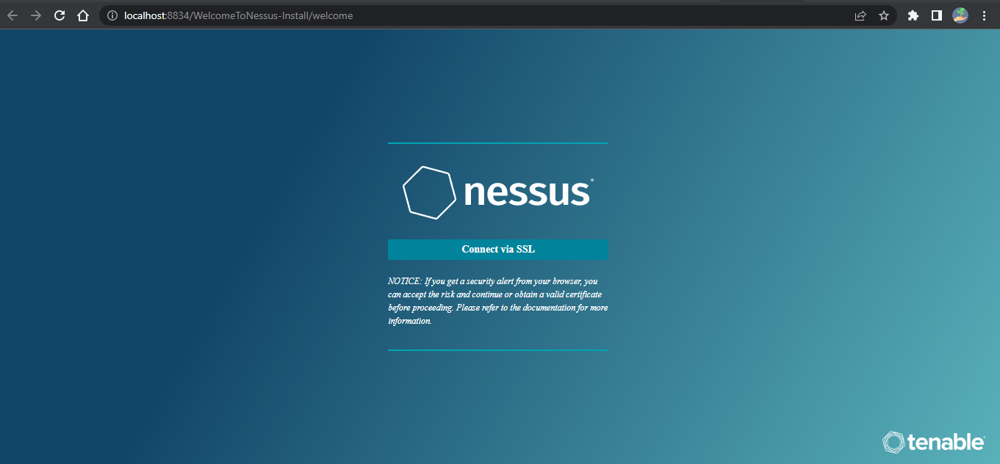 localhost:8834/WelcomeToNessus-Install/welcome
nessus
Connect via SSL
NOTICE: If you get a security alert from your browser, you
can accept the risk and continue or obtain a valid certificate
before proceeding. Please refer to the documentation for more
information.
tenable